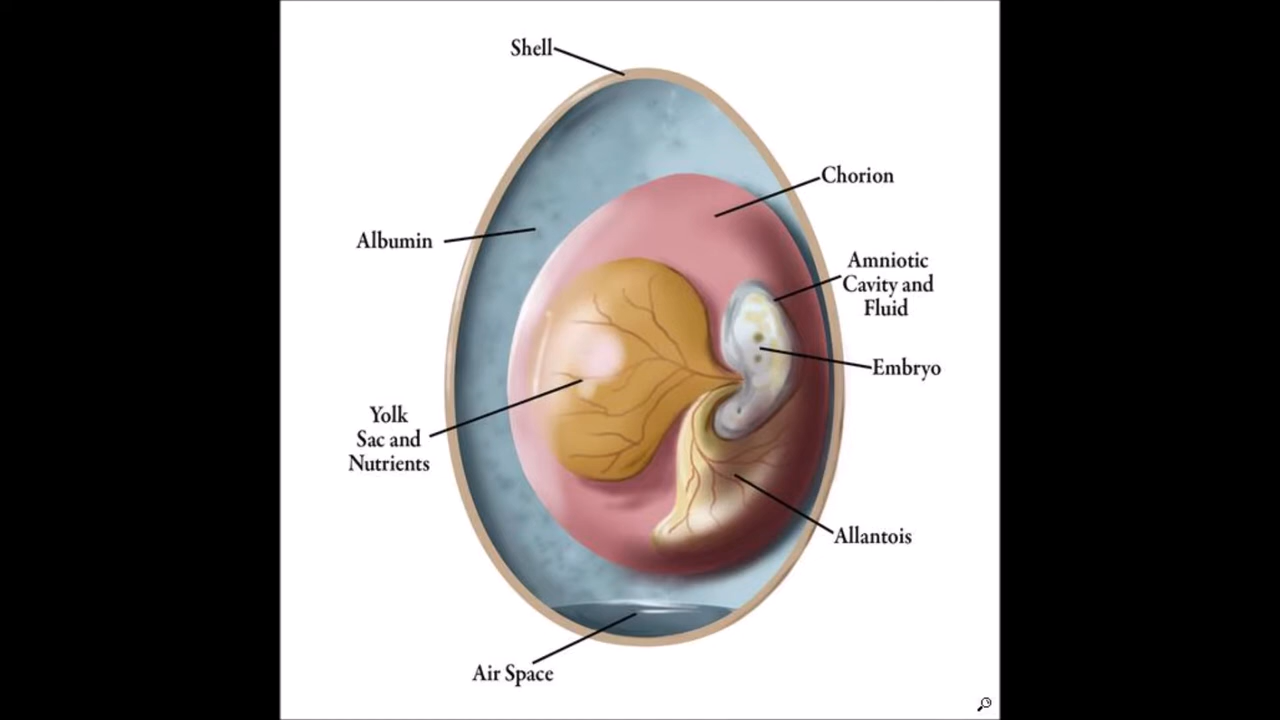 Shell
Chorion
Albumin
Amniotic
Cavity and
Fluid
Embryo
Yolk
Sac and
Nutrients
Allantois
Air Space